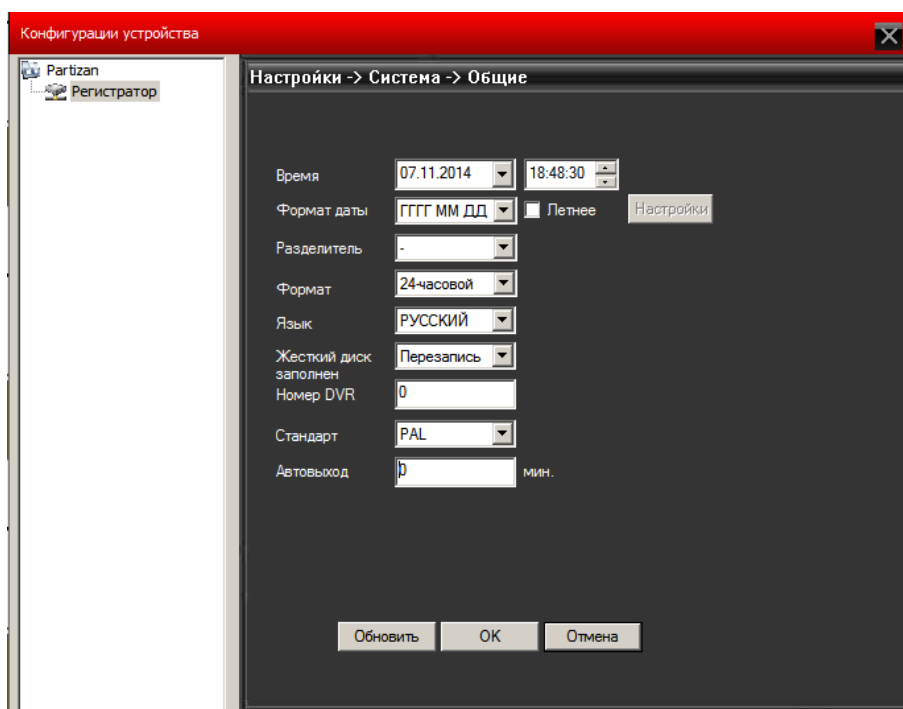 Конфигурации устройства
Partizan
Регистратор
Настройки -> Система -> Общие
Время 07.11.2014 18:48:30
Формат даты ГГГГ ММ ДД Летнее Настройки
Разделитель -
Формат 24-часовой
Язык РУССКИЙ
Жесткий диск заполнен Перезапись
Номер DVR 0
Стандарт PAL
Автовыход 0 мин.
Обновить OK Отмена